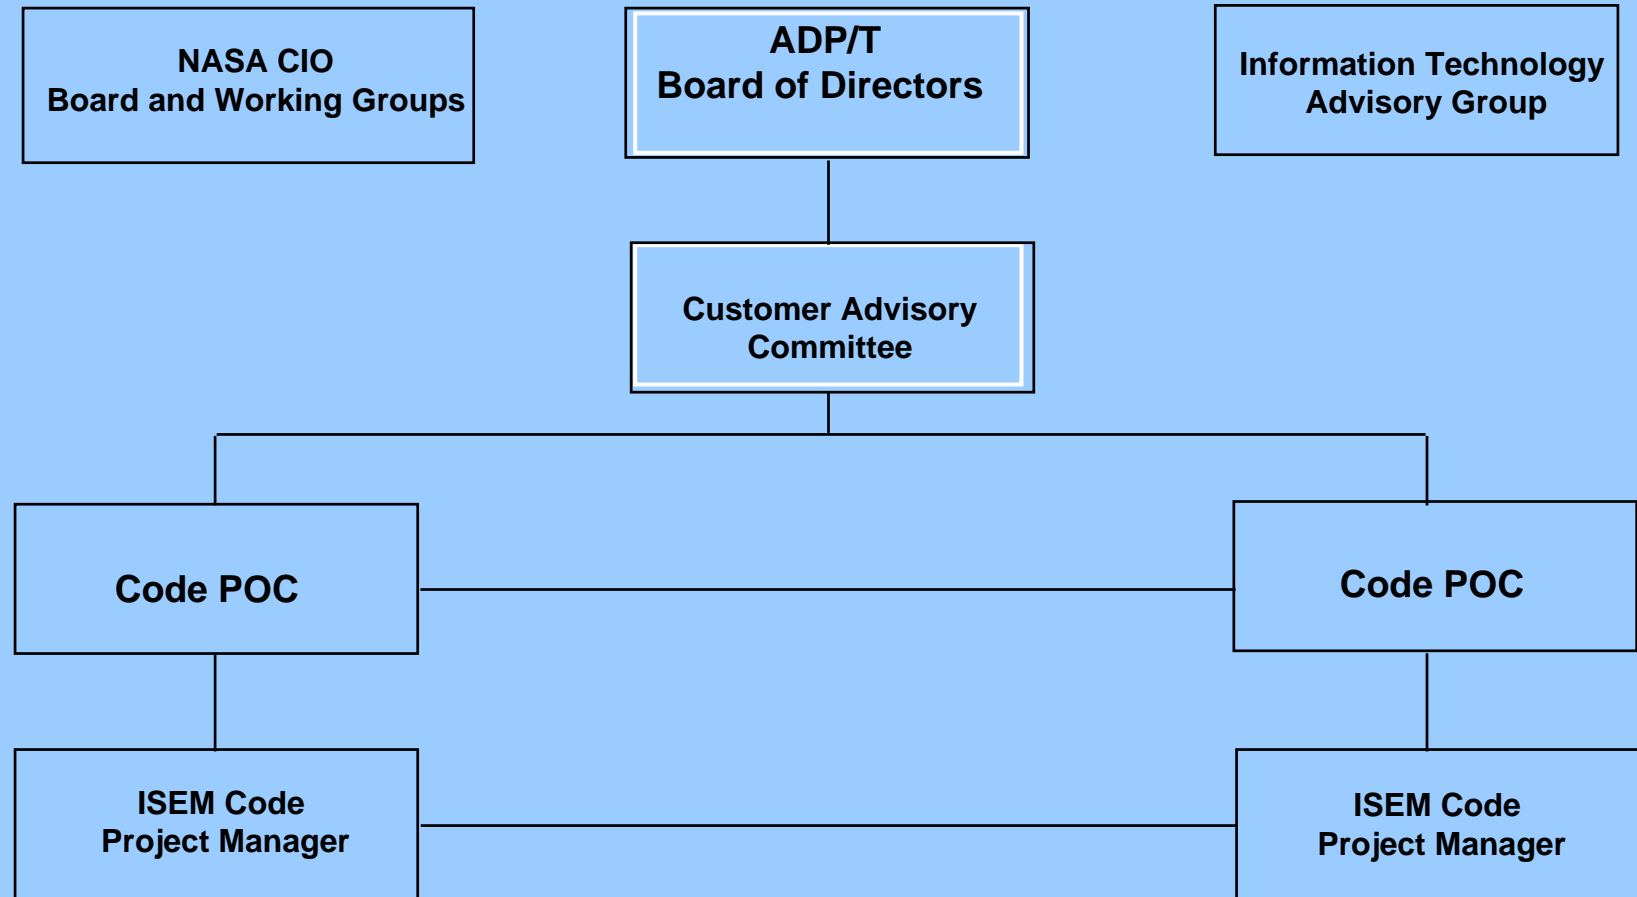 NASA CIO
Board and Working Groups
ADP/T
Board of Directors
Information Technology
Advisory Group
Customer Advisory
Committee
Code POC
Code POC
ISEM Code
Project Manager
ISEM Code
Project Manager